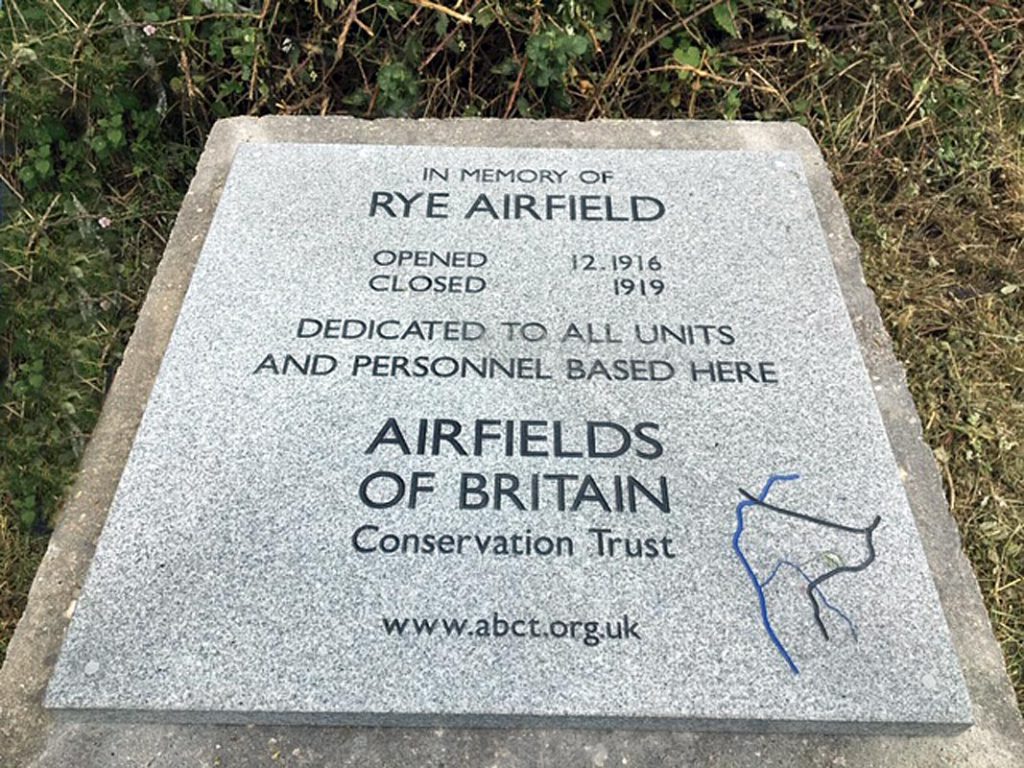 IN MEMORY OF
RYE AIRFIELD
OPENED 12.1916
CLOSED 1919
DEDICATED TO ALL UNITS
AND PERSONNEL BASED HERE
AIRFIELDS
OF BRITAIN
Conservation Trust
www.abct.org.uk